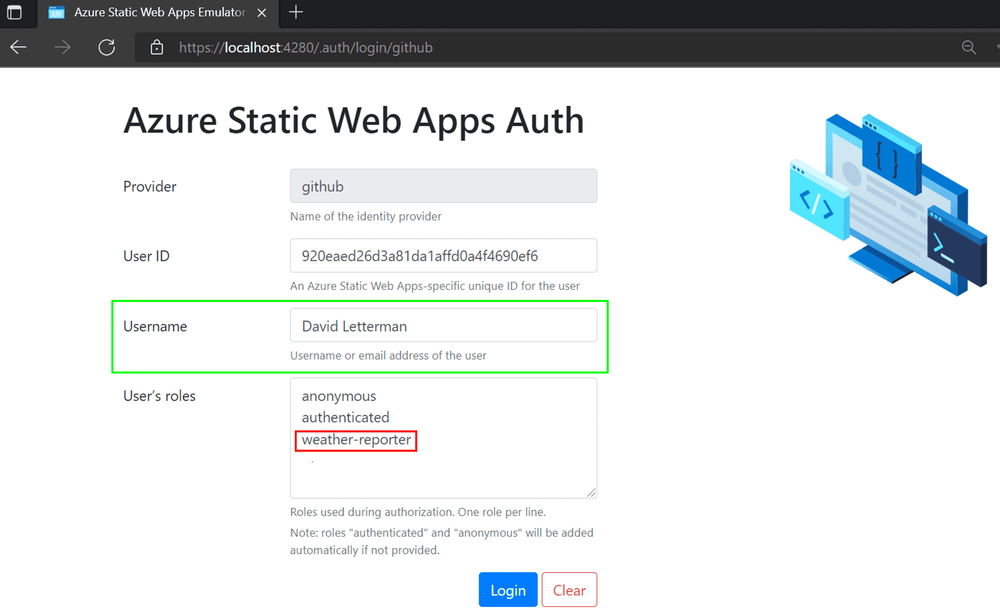 Azure Static Web Apps Emulator
https://localhost:4280/.auth/login/github
Azure Static Web Apps Auth
Provider
github
Name of the identity provider
User ID
920eaed26d3a81da1affd0a4f4690ef6
An Azure Static Web Apps-specific unique ID for the user
Username
David Letterman
Username or email address of the user
User’s roles
anonymous
authenticated
weather-reporter
Roles used during authorization. One role per line.
Note: roles "authenticated" and "anonymous" will be added
automatically if not provided.
Login
Clear